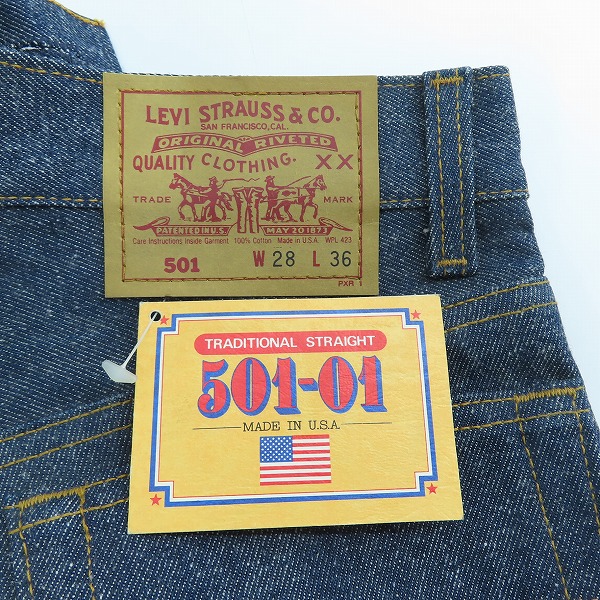 LEVI STRAUSS & CO.
SAN FRANCISCO, CAL.
ORIGINAL RIVETED
QUALITY CLOTHING. XX
TRADE MARK
PATENTED IN U.S. MAY 20 1873
Care Instructions Inside Garment 100% Cotton Made in U.S.A. WPL 423
501 W 28 L 36
PXR 1
TRADITIONAL STRAIGHT
501-01
MADE IN U.S.A.